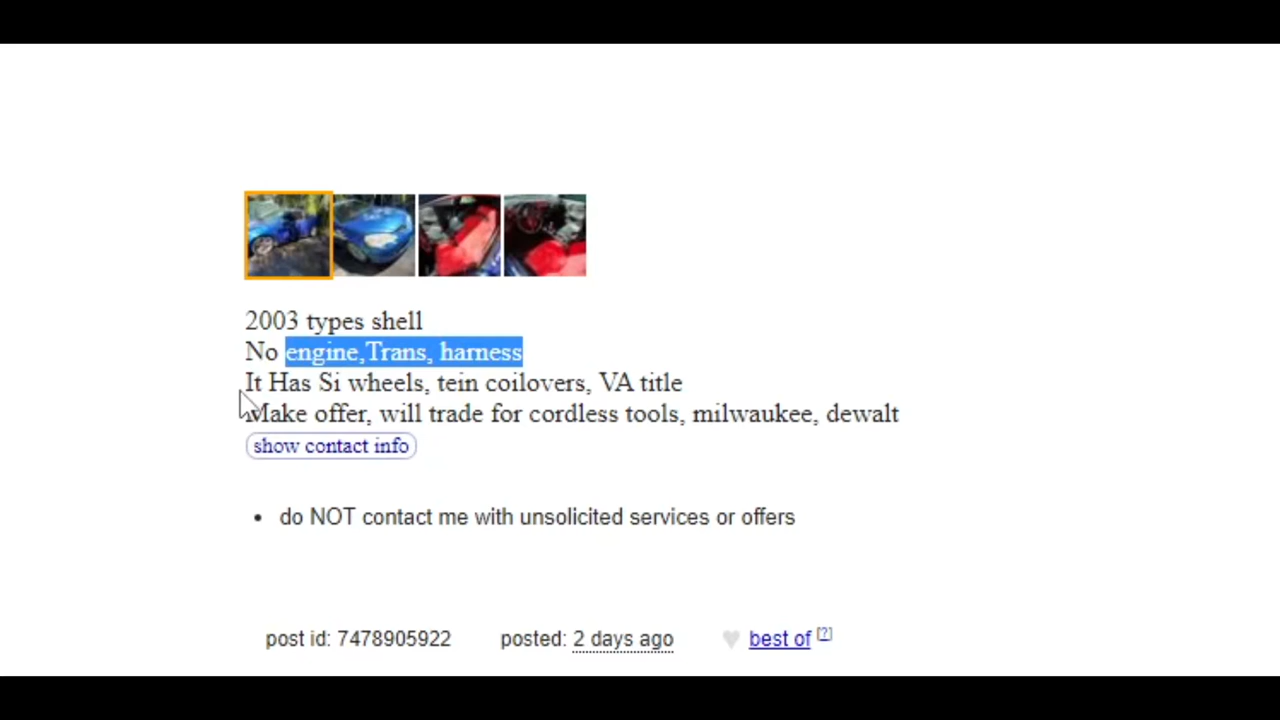 2003 types shell
No engine,Trans, harness
It Has Si wheels, tein coilovers, VA title
Make offer, will trade for cordless tools, milwaukee, dewalt
show contact info
• do NOT contact me with unsolicited services or offers
post id: 7478905922 posted: 2 days ago ♥ best of [?]